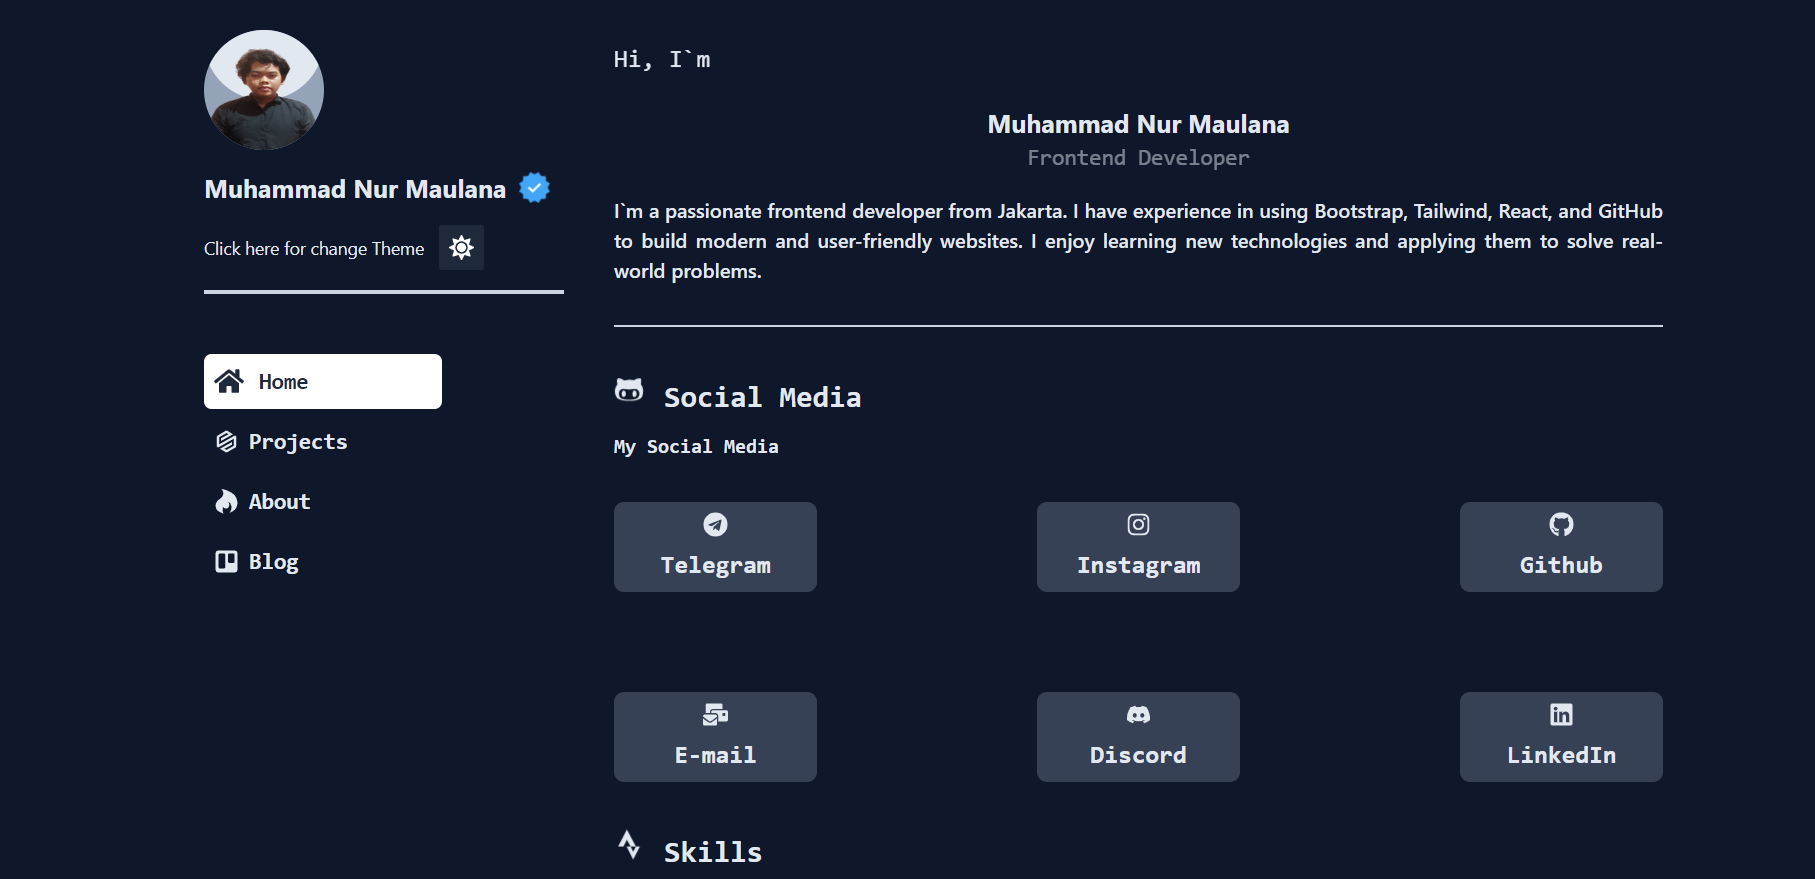 Muhammad Nur Maulana
Click here for change Theme
Home
Projects
About
Blog
Hi, I`m
Muhammad Nur Maulana
Frontend Developer
I`m a passionate frontend developer from Jakarta. I have experience in using Bootstrap, Tailwind, React, and GitHub
to build modern and user-friendly websites. I enjoy learning new technologies and applying them to solve real-
world problems.
Social Media
My Social Media
Telegram
Instagram
Github
E-mail
Discord
LinkedIn
Skills